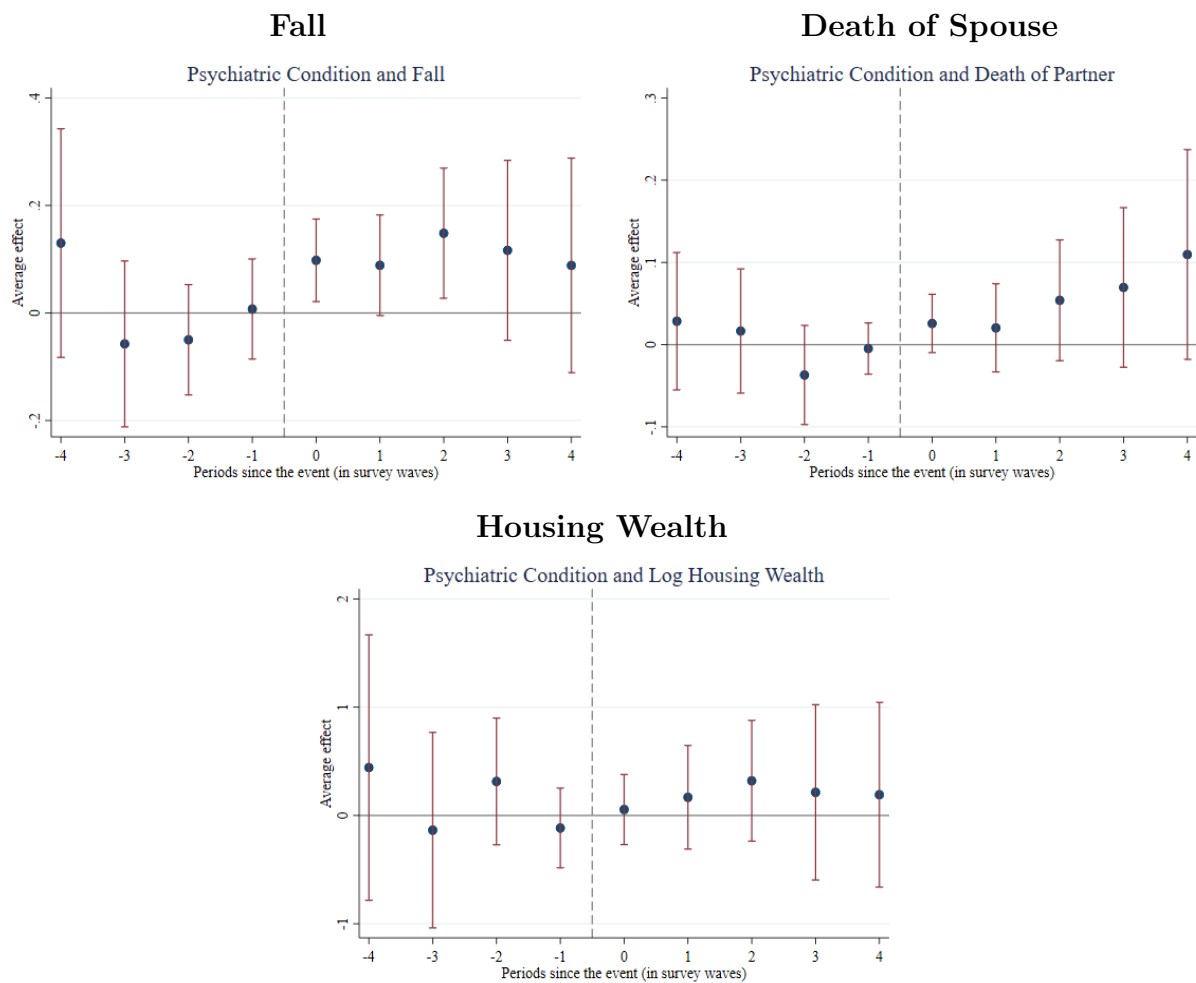 Fall
Psychiatric Condition and Fall
Average effect
.4
.2
0
-.2
-4 -3 -2 -1 0 1 2 3 4
Periods since the event (in survey waves)
Death of Spouse
Psychiatric Condition and Death of Partner
.3
.2
.1
0
-.1
-4 -3 -2 -1 0 1 2 3 4
Periods since the event (in survey waves)
Housing Wealth
Psychiatric Condition and Log Housing Wealth
Average effect
2
1
0
-1
-4 -3 -2 -1 0 1 2 3 4
Periods since the event (in survey waves)